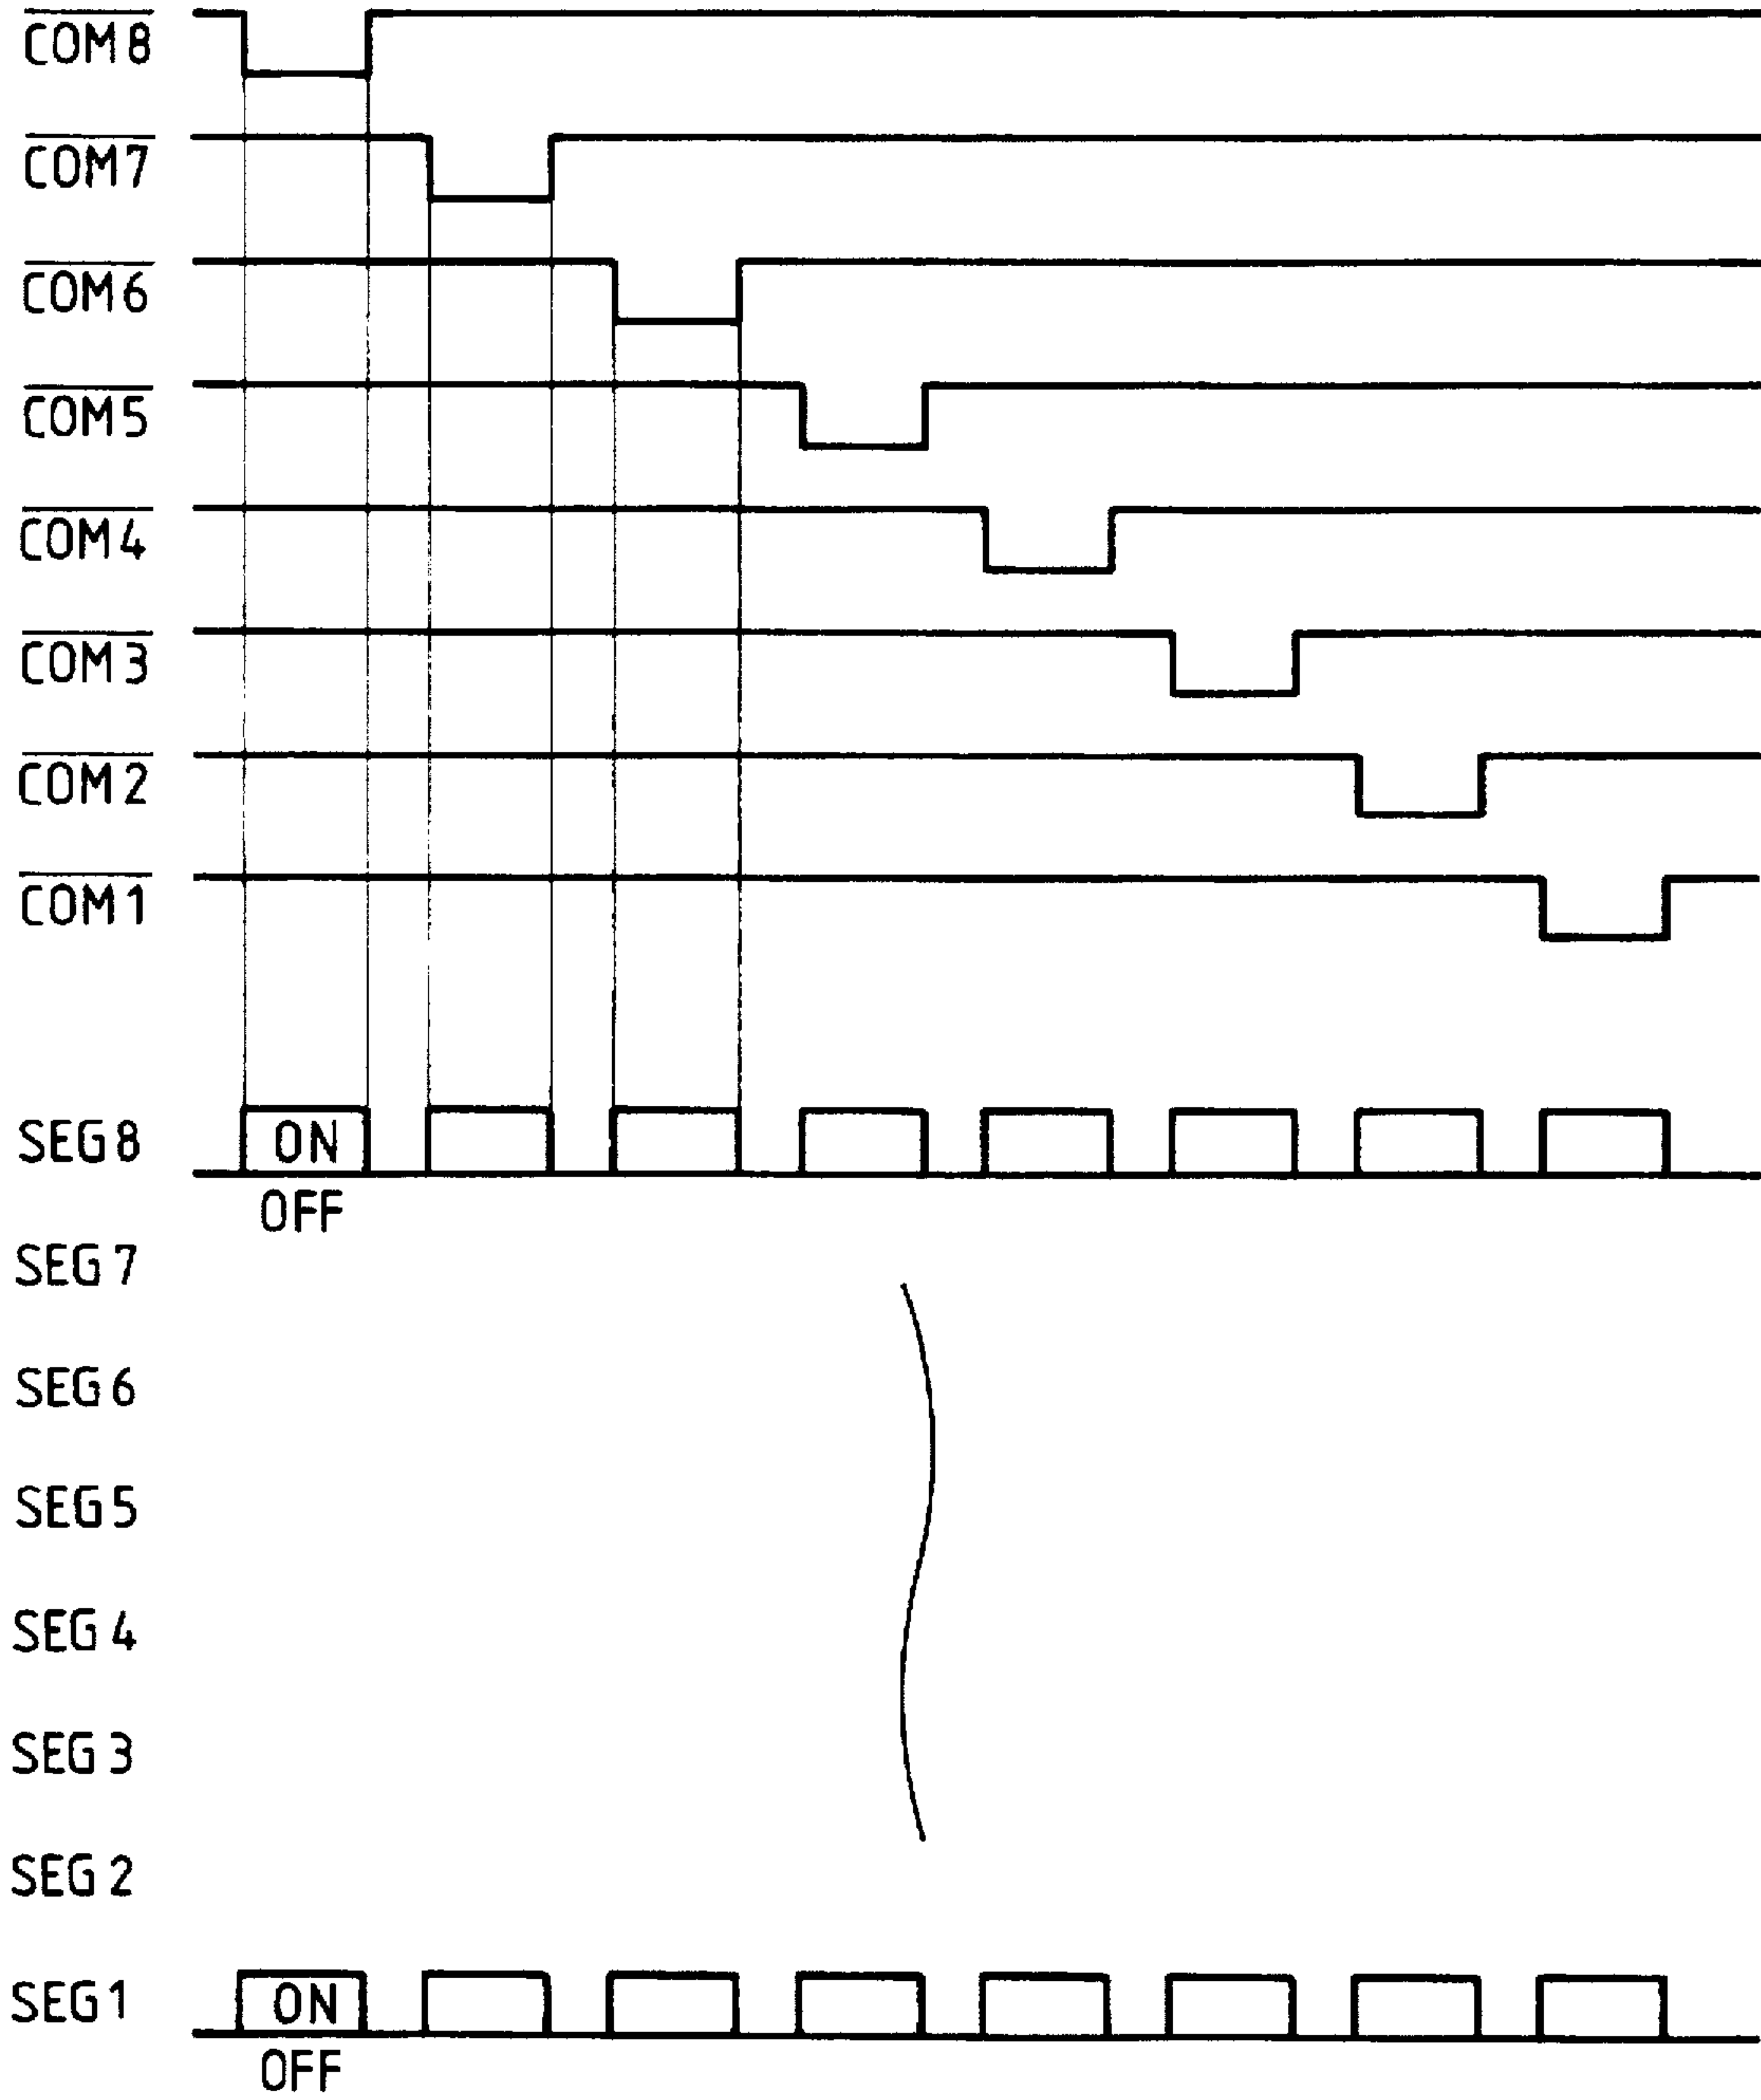 COM8
COM7
COM6
COM5
COM4
COM3
COM2
COM1
SEG8 ON
OFF
SEG7
SEG6
SEG5
SEG4
SEG3
SEG2
SEG1 ON
OFF